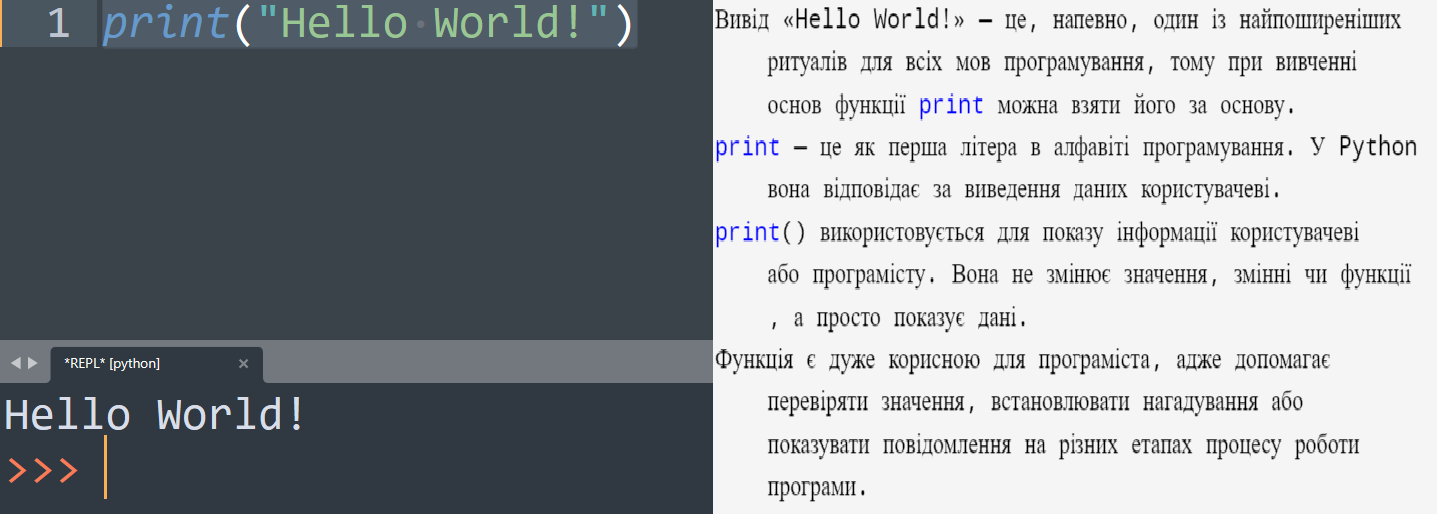 1 print("Hello World!")
*REPL* [python] ×
Hello World!
>>>
Вивід «Hello World!» — це, напевно, один із найпоширеніших
ритуалів для всіх мов програмування, тому при вивченні
основ функції print можна взяти його за основу.
print — це як перша літера в алфавіті програмування. У Python
вона відповідає за виведення даних користувачеві.
print() використовується для показу інформації користувачеві
або програмісту. Вона не змінює значення, змінні чи функції
, а просто показує дані.
Функція є дуже корисною для програміста, адже допомагає
перевіряти значення, встановлювати нагадування або
показувати повідомлення на різних етапах процесу роботи
програми.